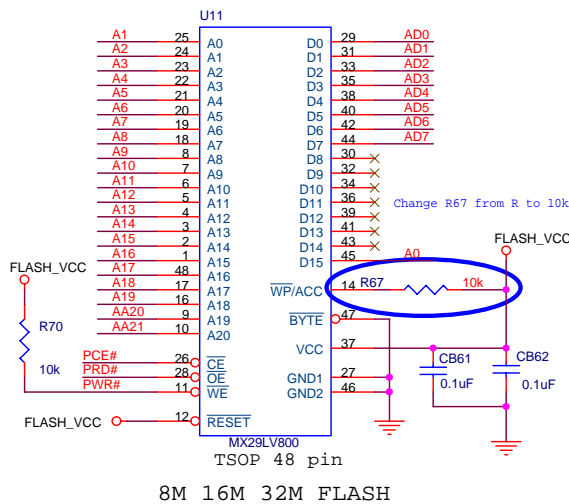 U11
A1 25 A0 D0 29 AD0
A2 24 A1 D1 31 AD1
A3 23 A2 D2 33 AD2
A4 22 A3 D3 35 AD3
A5 21 A4 D4 38 AD4
A6 20 A5 D5 40 AD5
A7 19 A6 D6 42 AD6
A8 18 A7 D7 44 AD7
A9 8 A8 D8 30
A10 7 A9 D9 32
A11 6 A10 D10 34
A12 5 A11 D11 36 Change R67 from R to 10k
A13 4 A12 D12 39
A14 3 A13 D13 41
A15 2 A14 D14 43 FLASH_VCC
A16 1 A15 D15 45 A0
FLASH_VCC A17 48 A16
A18 17 A17 WP/ACC 14 R67 10k
A19 16 A18
AA20 9 A19 BYTE 47
AA21 10 A20
R70
10k
VCC 37
CB61 CB62
0.1uF 0.1uF
PCE# 26 CE
PRD# 28 OE GND1 27
PWR# 11 WE GND2 46
FLASH_VCC 12 RESET
MX29LV800
TSOP 48 pin
8M 16M 32M FLASH